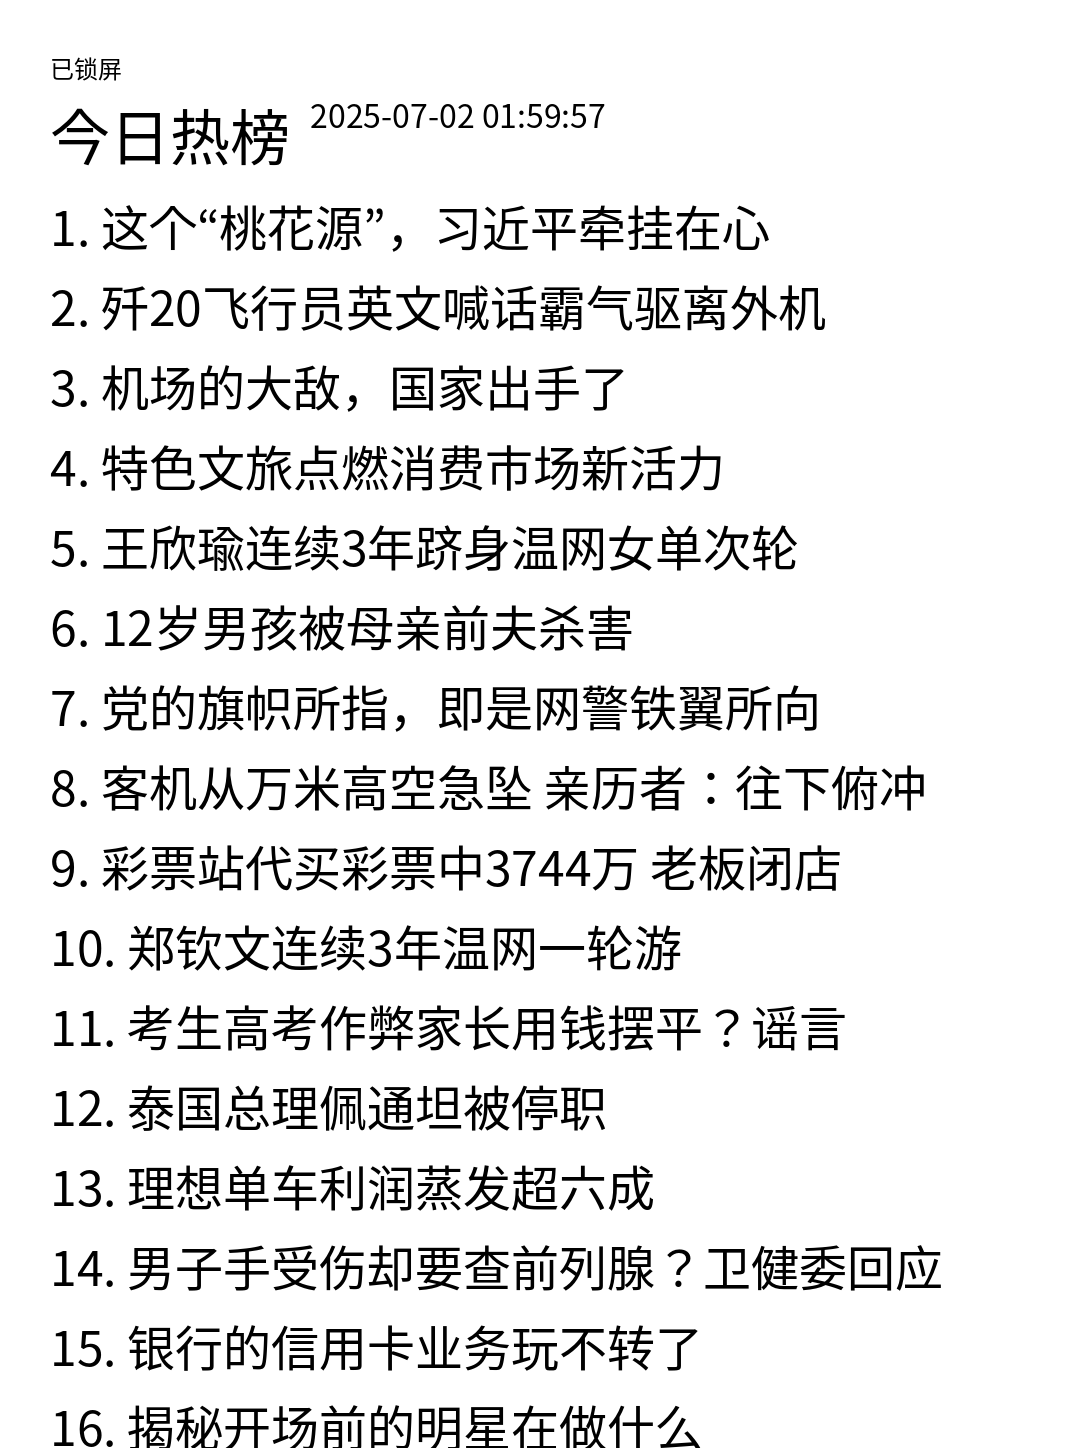 已锁屏
今日热榜 2025-07-02 01:59:57
1. 这个“桃花源”，习近平牵挂在心
2. 歼20飞行员英文喊话霸气驱离外机
3. 机场的大敌，国家出手了
4. 特色文旅点燃消费市场新活力
5. 王欣瑜连续3年跻身温网女单次轮
6. 12岁男孩被母亲前夫杀害
7. 党的旗帜所指，即是网警铁翼所向
8. 客机从万米高空急坠 亲历者：往下俯冲
9. 彩票站代买彩票中3744万 老板闭店
10. 郑钦文连续3年温网一轮游
11. 考生高考作弊家长用钱摆平？谣言
12. 泰国总理佩通坦被停职
13. 理想单车利润蒸发超六成
14. 男子手受伤却要查前列腺？卫健委回应
15. 银行的信用卡业务玩不转了
16. 揭秘开场前的明星在做什么